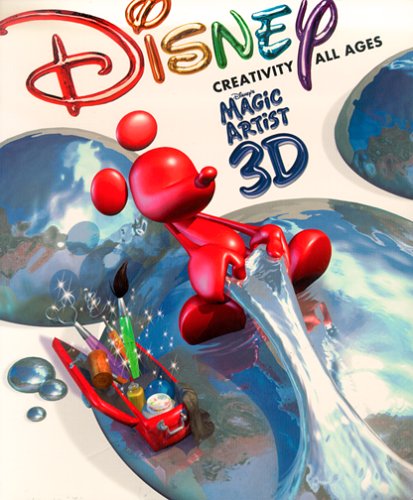 DISNEY
CREATIVITY ALL AGES
Disney's
MAGIC
ARTIST
3D